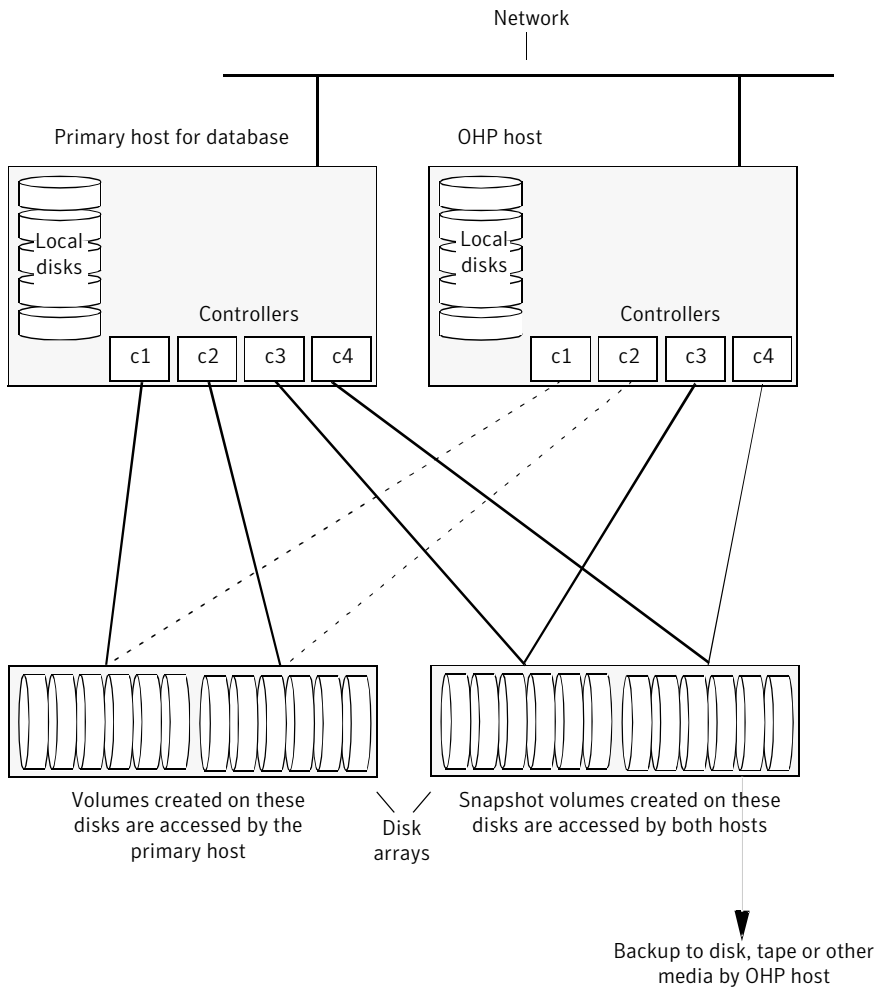 Network
Primary host for database
OHP host
Local
disks
Local
disks
Controllers
Controllers
c1
c2
c3
c4
c1
c2
c3
c4
Volumes created on these
disks are accessed by the
primary host
Disk
arrays
Snapshot volumes created on these
disks are accessed by both hosts
Backup to disk, tape or other
media by OHP host